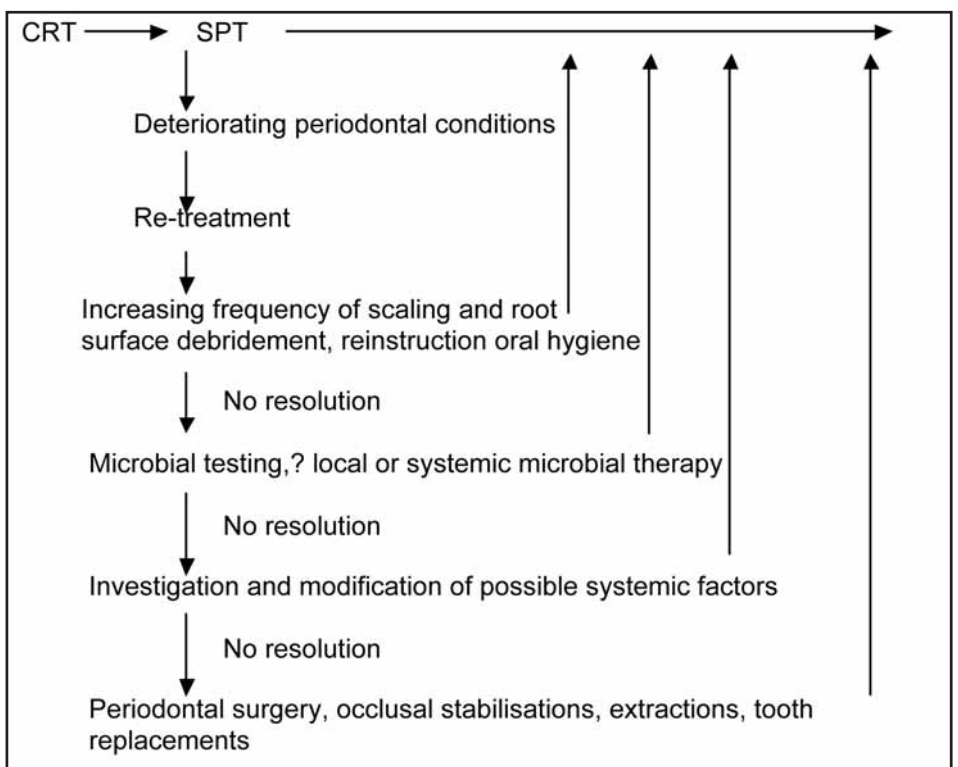 CRT SPT
Deteriorating periodontal conditions
Re-treatment
Increasing frequency of scaling and root
surface debridement, reinstruction oral hygiene
No resolution
Microbial testing,? local or systemic microbial therapy
No resolution
Investigation and modification of possible systemic factors
No resolution
Periodontal surgery, occlusal stabilisations, extractions, tooth
replacements